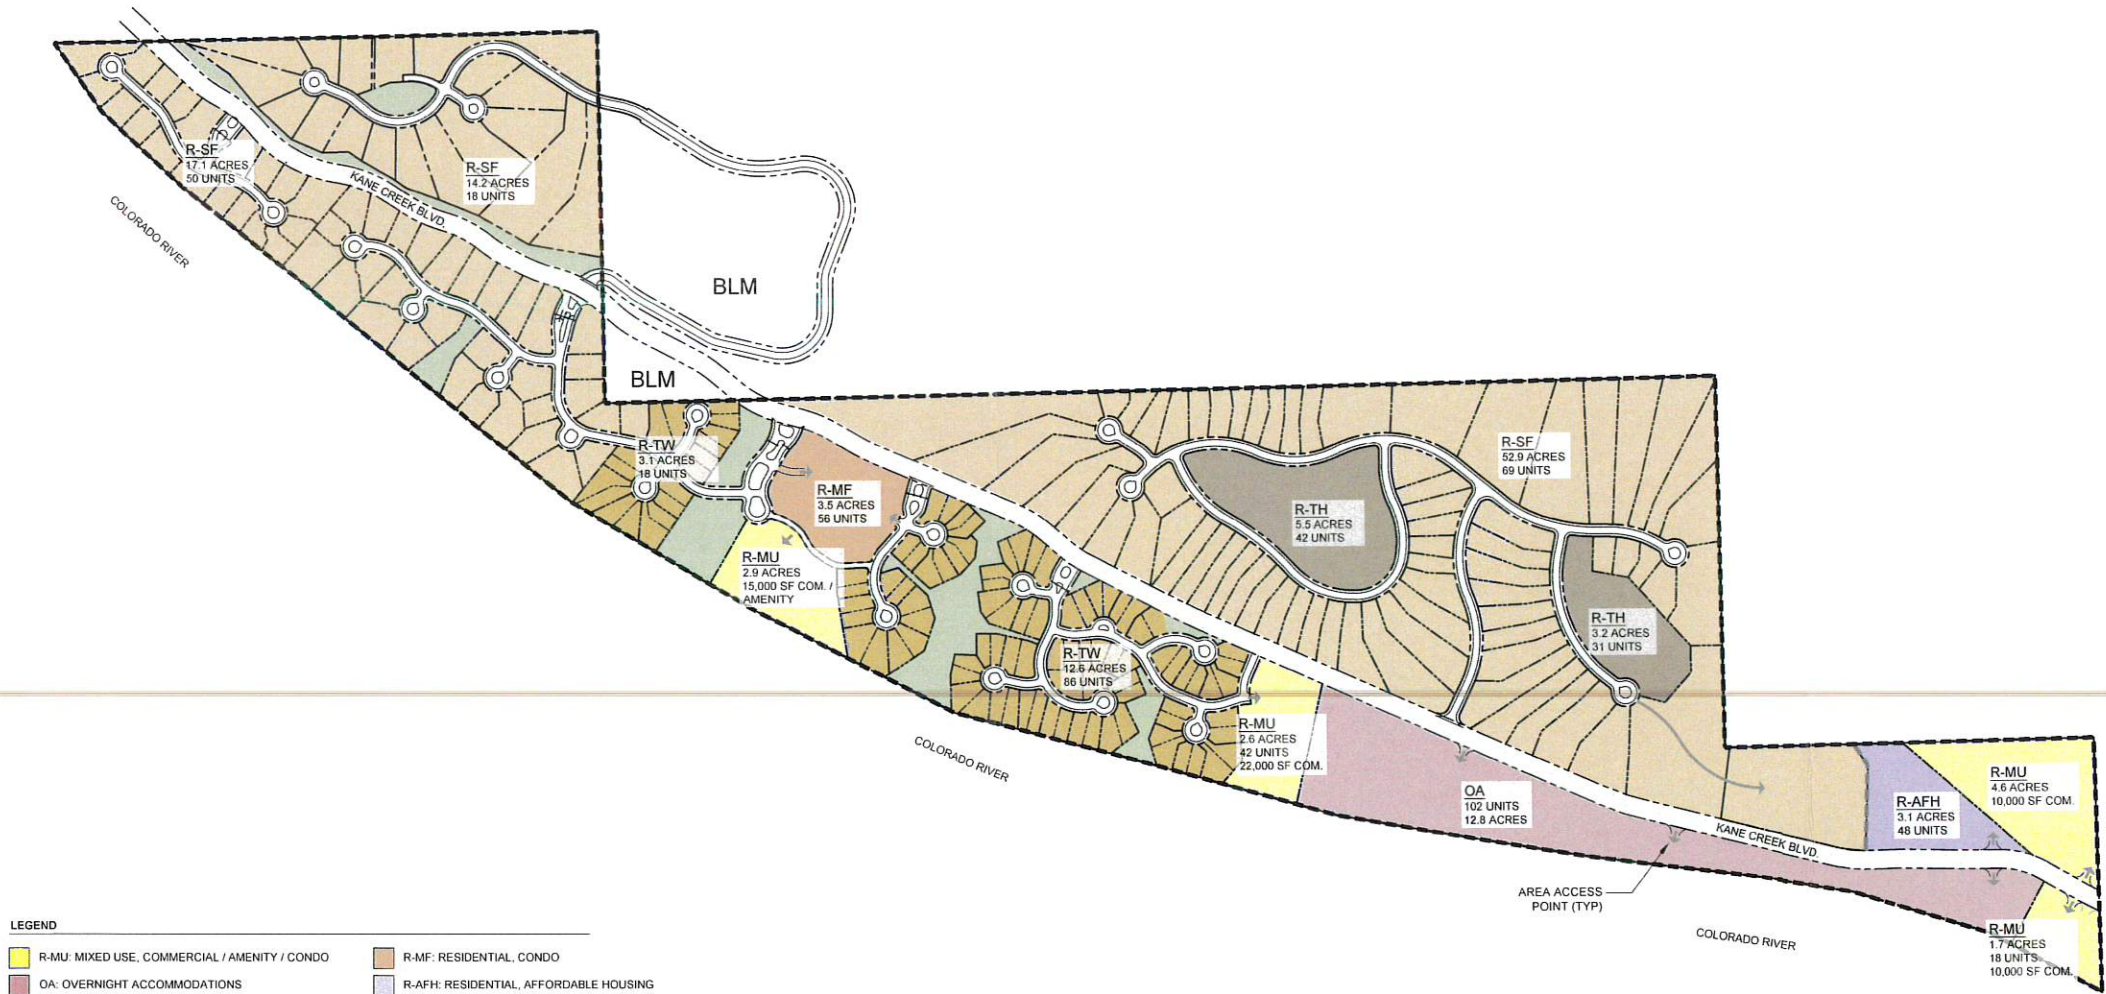 R-SF
17.1 ACRES
50 UNITS
R-SF
14.2 ACRES
18 UNITS
KANE CREEK BLVD.
COLORADO RIVER
BLM
BLM
R-TW
3.1 ACRES
18 UNITS
R-MF
3.5 ACRES
56 UNITS
R-MU
2.9 ACRES
15,000 SF COM. /
AMENITY
R-SF
52.9 ACRES
69 UNITS
R-TH
5.5 ACRES
42 UNITS
R-TH
3.2 ACRES
31 UNITS
R-TW
12.6 ACRES
86 UNITS
R-MU
2.6 ACRES
42 UNITS
22,000 SF COM.
COLORADO RIVER
OA
102 UNITS
12.8 ACRES
KANE CREEK BLVD.
R-AFH
3.1 ACRES
48 UNITS
R-MU
4.6 ACRES
10,000 SF COM.
AREA ACCESS
POINT (TYP)
COLORADO RIVER
R-MU
1.7 ACRES
18 UNITS
10,000 SF COM.
LEGEND
R-MU: MIXED USE, COMMERCIAL / AMENITY / CONDO
R-MF: RESIDENTIAL, CONDO
OA: OVERNIGHT ACCOMMODATIONS
R-AFH: RESIDENTIAL, AFFORDABLE HOUSING